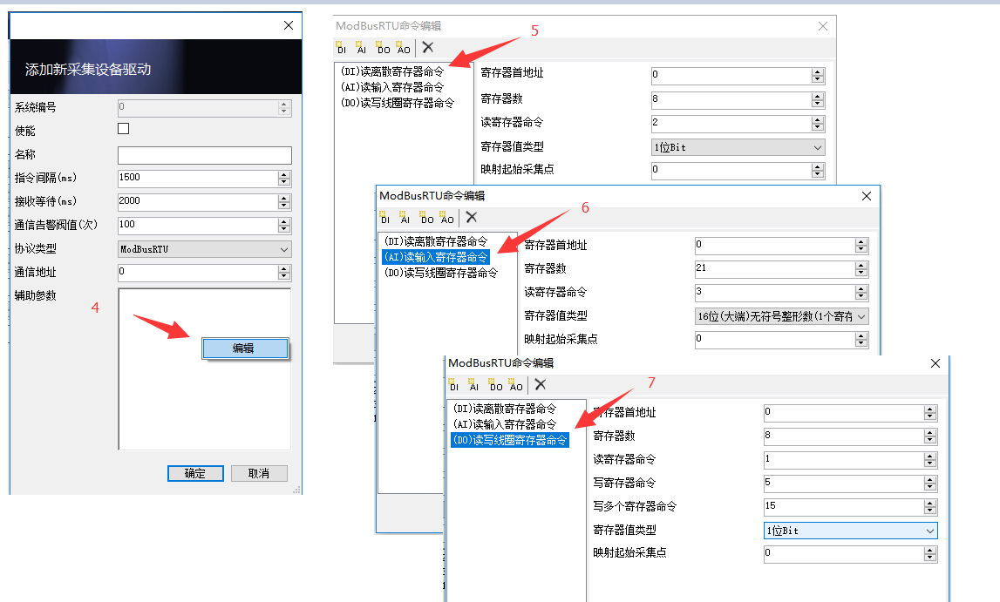 添加新采集设备驱动
系统编号 0
使能
名称
指令间隔(ms) 1500
接收等待(ms) 2000
通信告警阀值(次) 100
协议类型 ModBusRTU
通信地址 0
辅助参数
4
编辑
确定 取消
ModBusRTU命令编辑
5
DI AI DO AO
(DI)读离散寄存器命令
(AI)读输入寄存器命令
(DO)读写线圈寄存器命令
寄存器首地址 0
寄存器数 8
读寄存器命令 2
寄存器值类型 1位Bit
映射起始采集点 0
ModBusRTU命令编辑
6
DI AI DO AO
(DI)读离散寄存器命令
(AI)读输入寄存器命令
(DO)读写线圈寄存器命令
寄存器首地址 0
寄存器数 21
读寄存器命令 3
寄存器值类型 16位(大端)无符号整形数(1个寄存
映射起始采集点 0
ModBusRTU命令编辑
7
DI AI DO AO
(DI)读离散寄存器命令
(AI)读输入寄存器命令
(DO)读写线圈寄存器命令
寄存器首地址 0
寄存器数 8
读寄存器命令 1
写寄存器命令 5
写多个寄存器命令 15
寄存器值类型 1位Bit
映射起始采集点 0